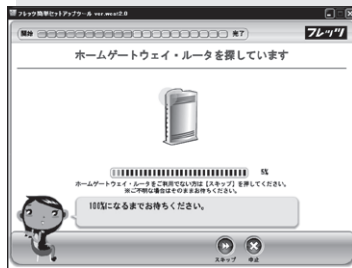 フレッツ簡単セットアップツール ver.west2.0
開始
完了
フレッツ
ホームゲートウェイ・ルータを探しています
5%
ホームゲートウェイ・ルータをご利用でない方は【スキップ】を押してください。
※ご不明な場合はそのままお待ちください。
100%になるまでお待ちください。
スキップ 中止